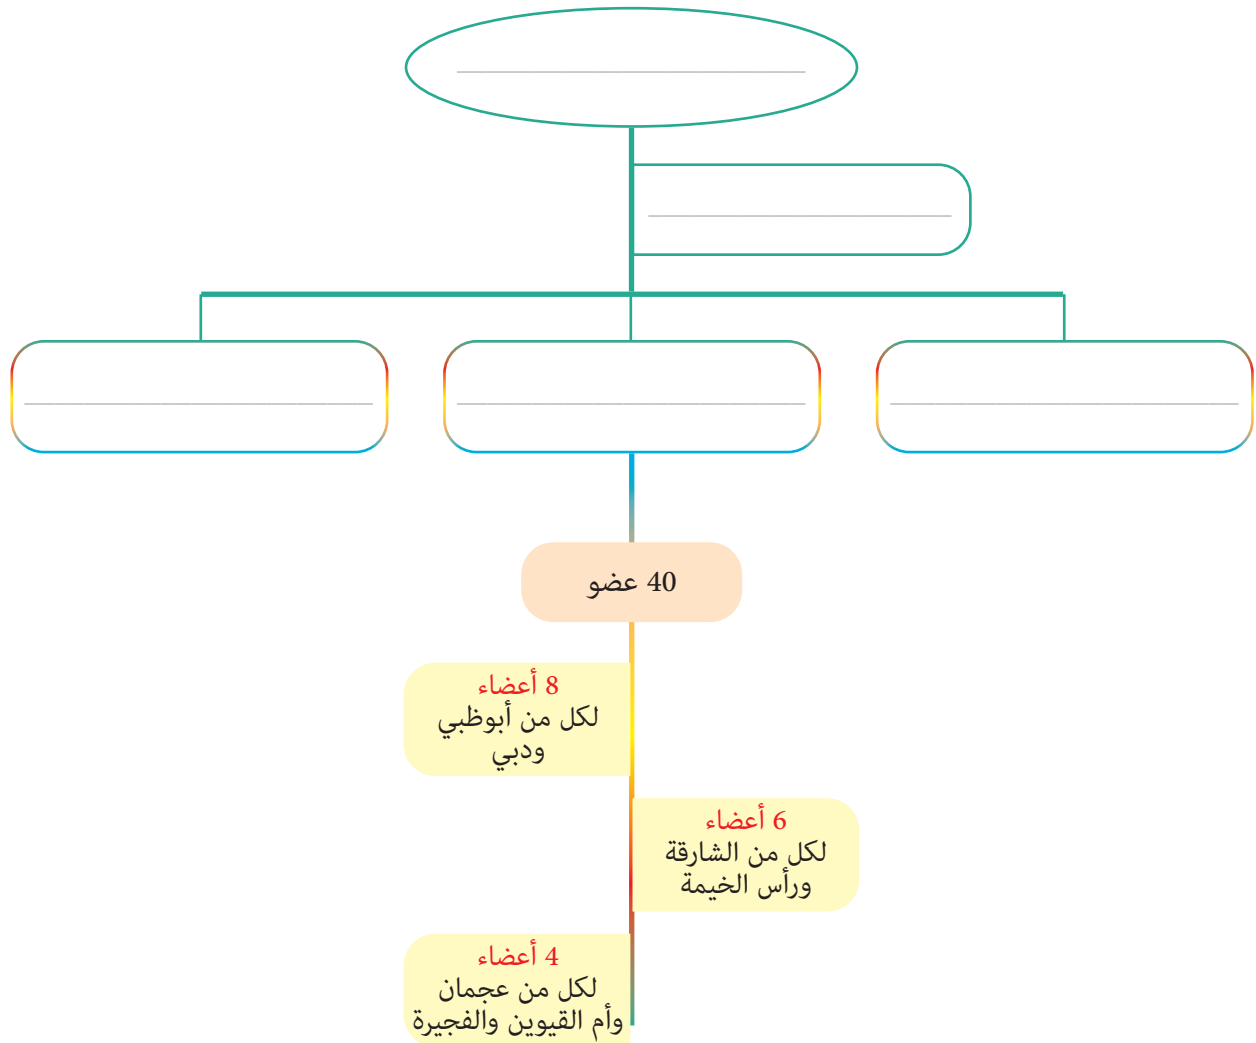 40 عضو
8 أعضاء
لكل من أبوظبي
ودبي
6 أعضاء
لكل من الشارقة
ورأس الخيمة
4 أعضاء
لكل من عجمان
وأم القيوين والفجيرة